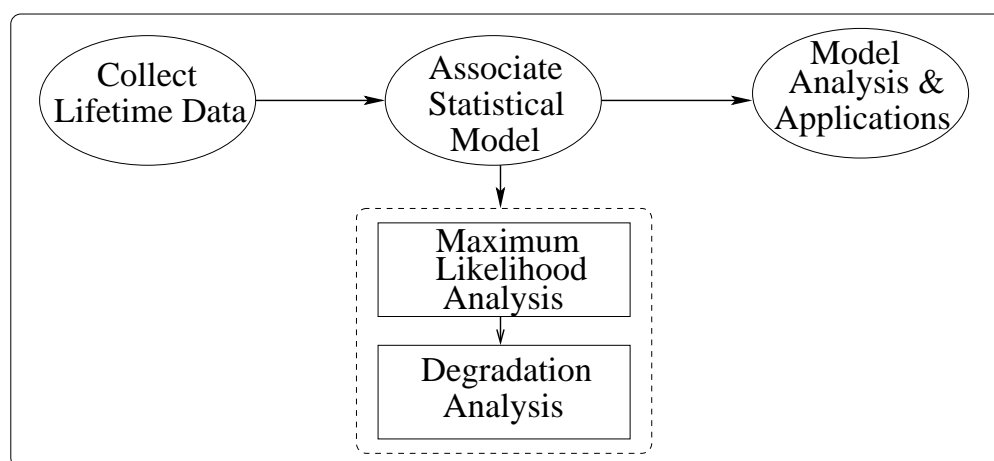 Collect
Lifetime Data
Associate
Statistical
Model
Model
Analysis &
Applications
Maximum
Likelihood
Analysis
Degradation
Analysis